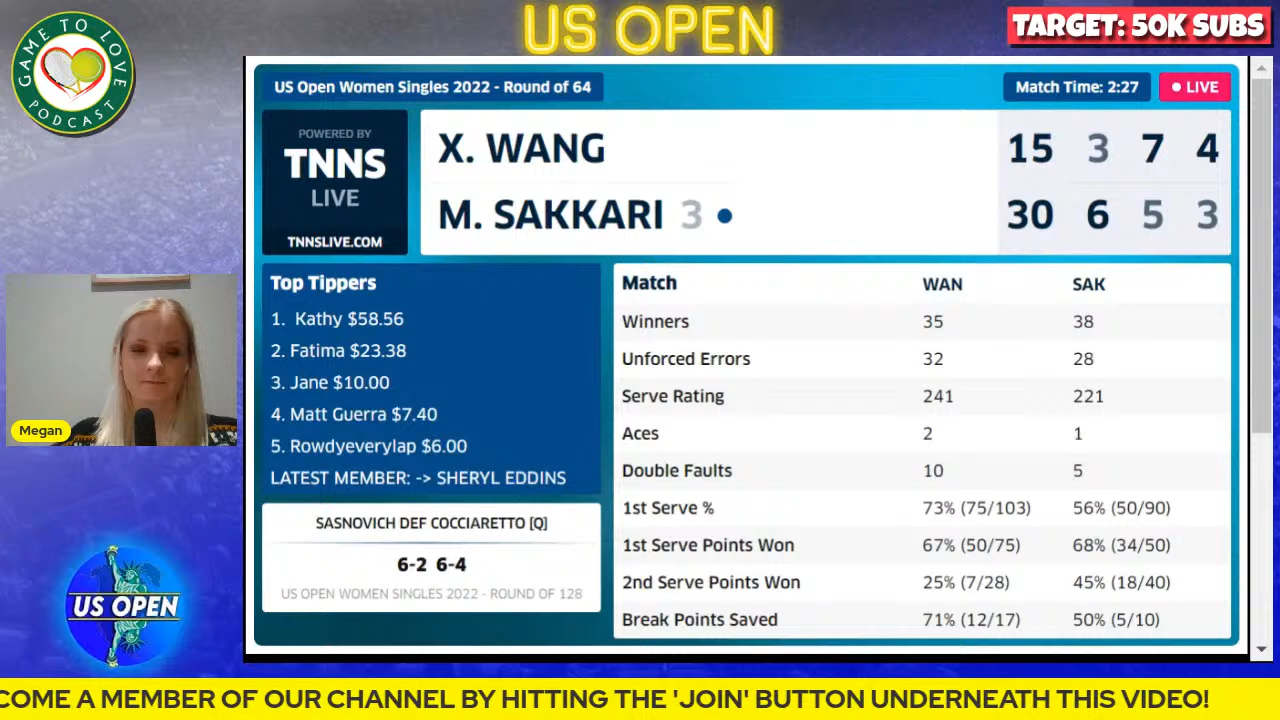 GAME TO LOVE
PODCAST
US OPEN
TARGET: 50K SUBS
US Open Women Singles 2022 - Round of 64
Match Time: 2:27
LIVE
POWERED BY
TNNS
LIVE
TNNSLIVE.COM
X. WANG 15 3 7 4
M. SAKKARI 3 30 6 5 3
Top Tippers
1. Kathy $58.56
2. Fatima $23.38
3. Jane $10.00
4. Matt Guerra $7.40
5. Rowdyeverylap $6.00
LATEST MEMBER: -> SHERYL EDDINS
SASNOVICH DEF COCCIARETTO [Q]
6-2 6-4
US OPEN WOMEN SINGLES 2022 - ROUND OF 128
Match WAN SAK
Winners 35 38
Unforced Errors 32 28
Serve Rating 241 221
Aces 2 1
Double Faults 10 5
1st Serve % 73% (75/103) 56% (50/90)
1st Serve Points Won 67% (50/75) 68% (34/50)
2nd Serve Points Won 25% (7/28) 45% (18/40)
Break Points Saved 71% (12/17) 50% (5/10)
Megan
US OPEN
COME A MEMBER OF OUR CHANNEL BY HITTING THE 'JOIN' BUTTON UNDERNEATH THIS VIDEO!